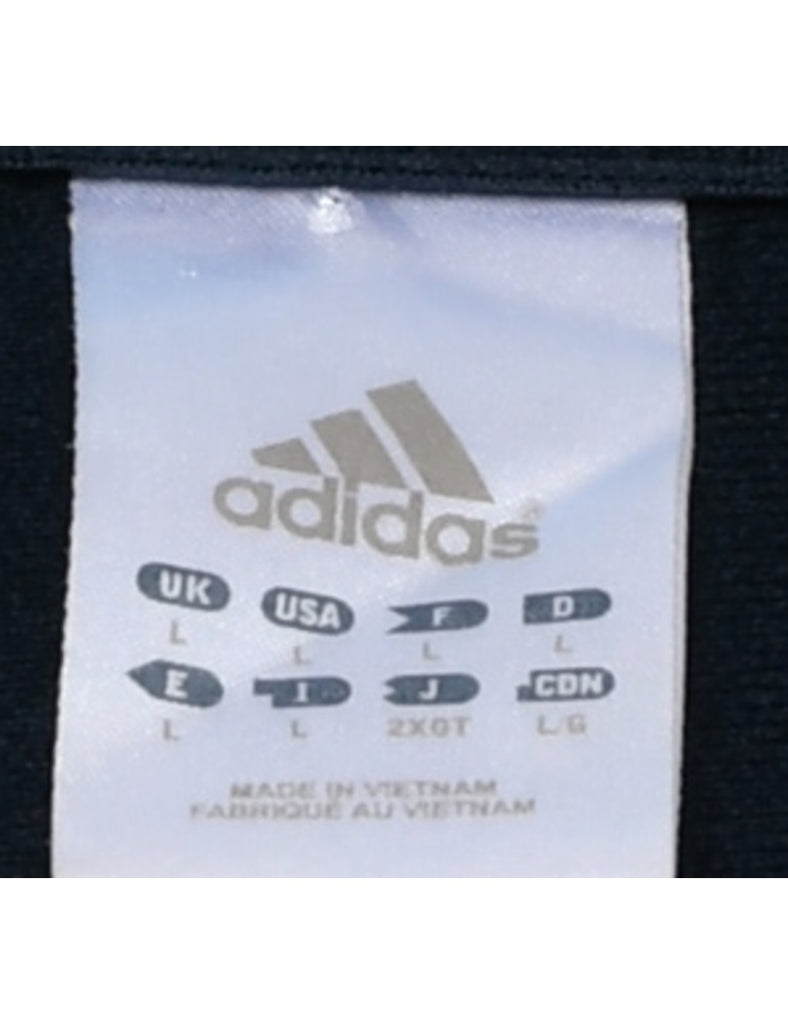 adidas®
UK USA F D
L L L L
E I J CDN
L L 2XOT L/G
MADE IN VIETNAM
FABRIQUÉ AU VIETNAM